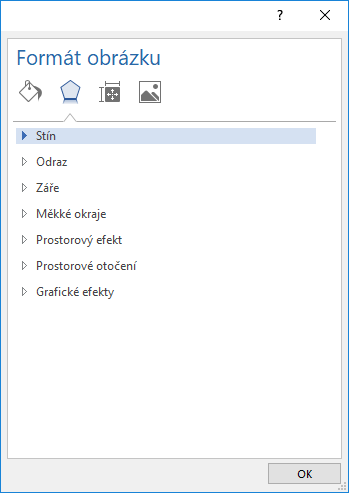 ?
Formát obrázku
Stín
Odraz
Záře
Měkké okraje
Prostorový efekt
Prostorové otočení
Grafické efekty
OK